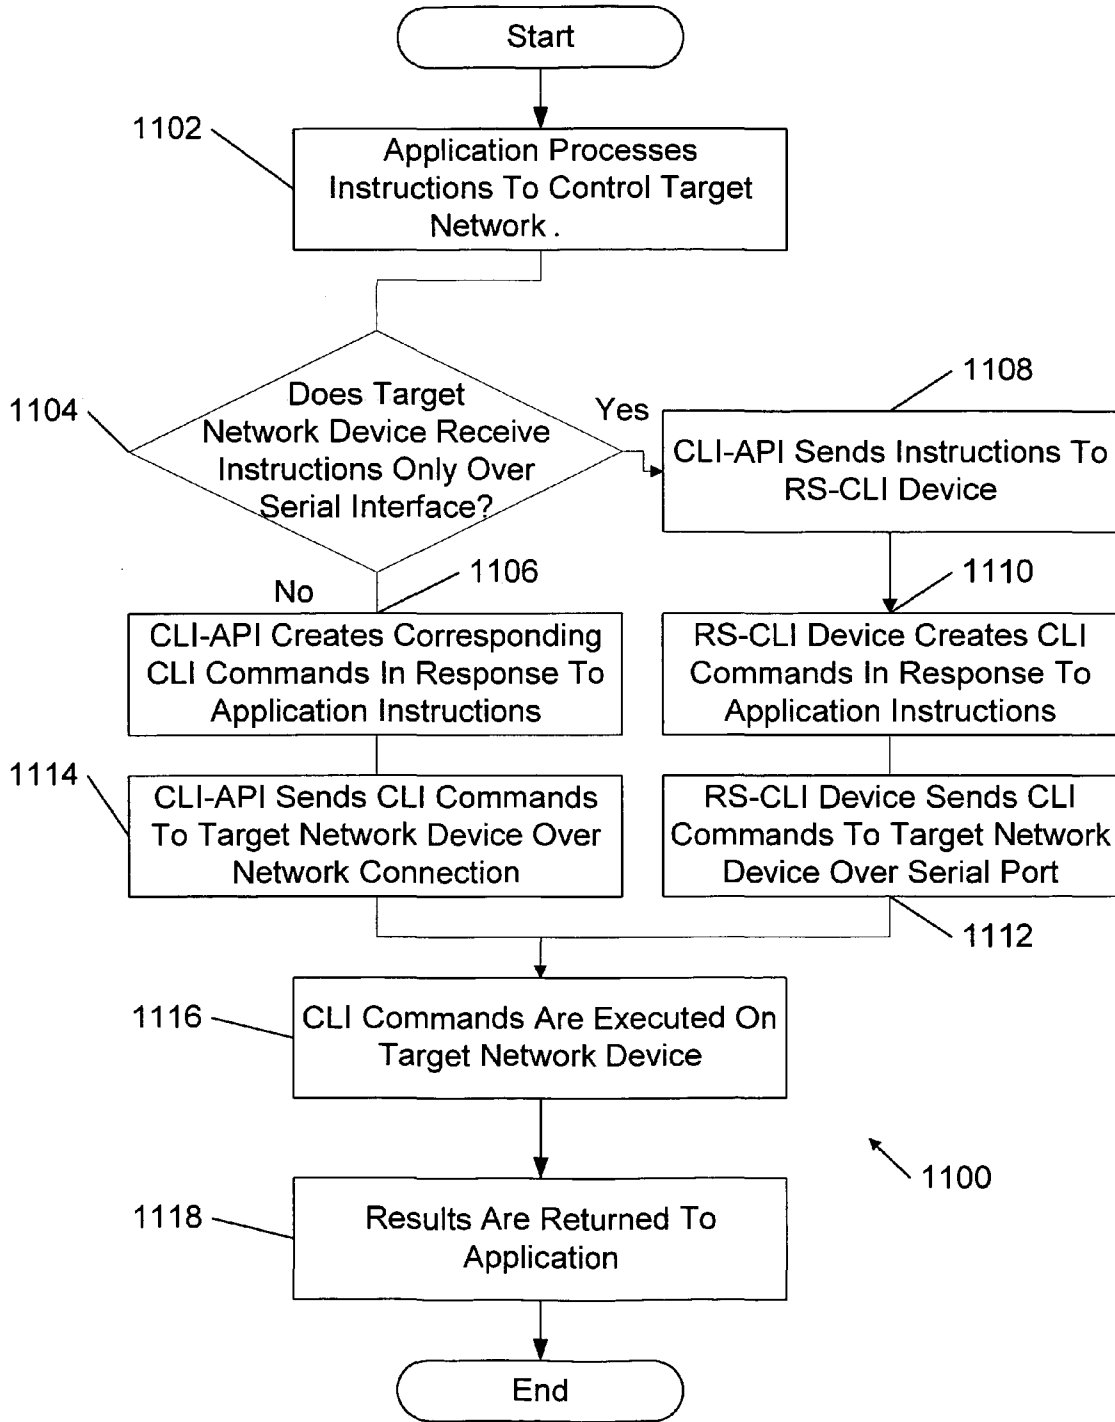 Start
1102
Application Processes
Instructions To Control Target
Network .
1104
Does Target
Network Device Receive
Instructions Only Over
Serial Interface?
Yes
1108
CLI-API Sends Instructions To
RS-CLI Device
No
1106
CLI-API Creates Corresponding
CLI Commands In Response To
Application Instructions
1110
RS-CLI Device Creates CLI
Commands In Response To
Application Instructions
1114
CLI-API Sends CLI Commands
To Target Network Device Over
Network Connection
RS-CLI Device Sends CLI
Commands To Target Network
Device Over Serial Port
1112
1116
CLI Commands Are Executed On
Target Network Device
1100
1118
Results Are Returned To
Application
End